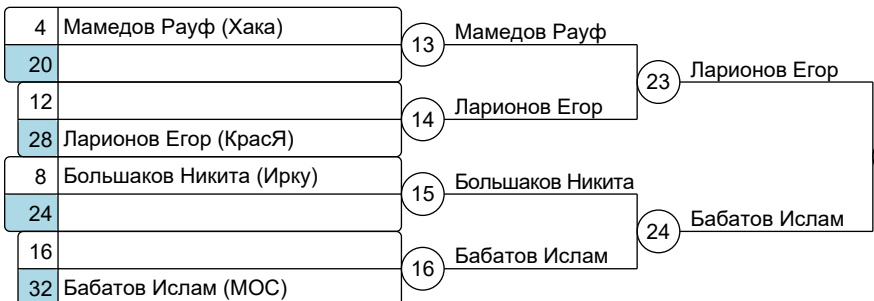 4 Мамедов Рауф (Хака)
20
13 Мамедов Рауф
12
28 Ларионов Егор (КрасЯ)
14 Ларионов Егор
23 Ларионов Егор
8 Большаков Никита (Ирку)
24
15 Большаков Никита
16
32 Бабатов Ислам (МОС)
16 Бабатов Ислам
24 Бабатов Ислам